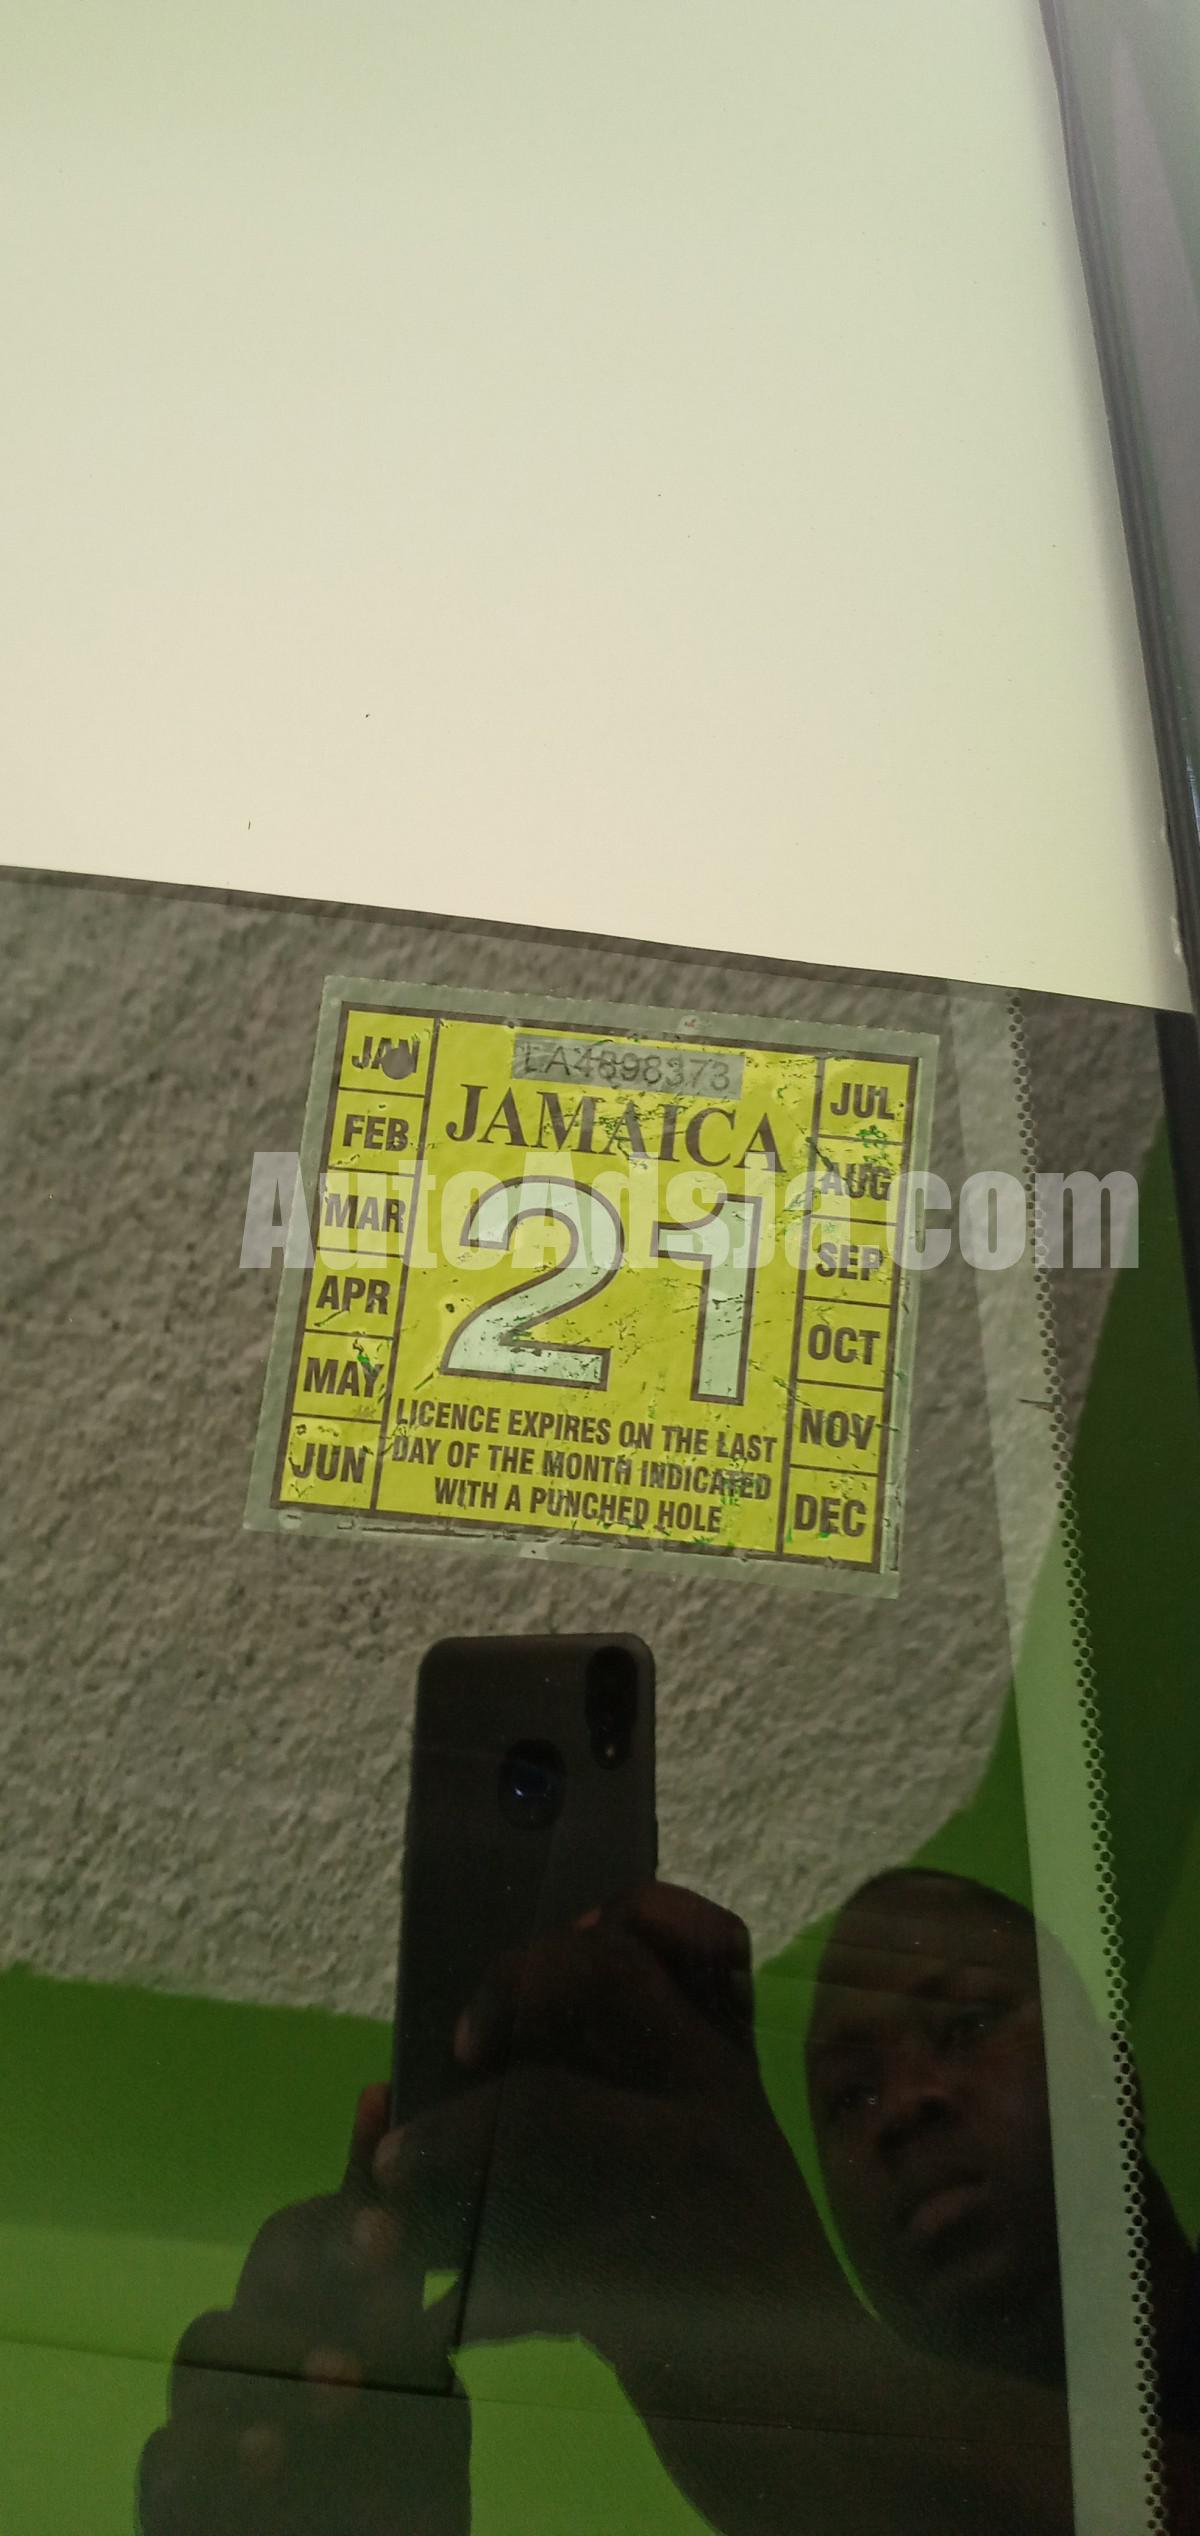 LA4898373
JAMAICA
21
LICENCE EXPIRES ON THE LAST
DAY OF THE MONTH INDICATED
WITH A PUNCHED HOLE
JAN
FEB
MAR
APR
MAY
JUN
JUL
AUG
SEP
OCT
NOV
DEC
AutoAdsJa.com